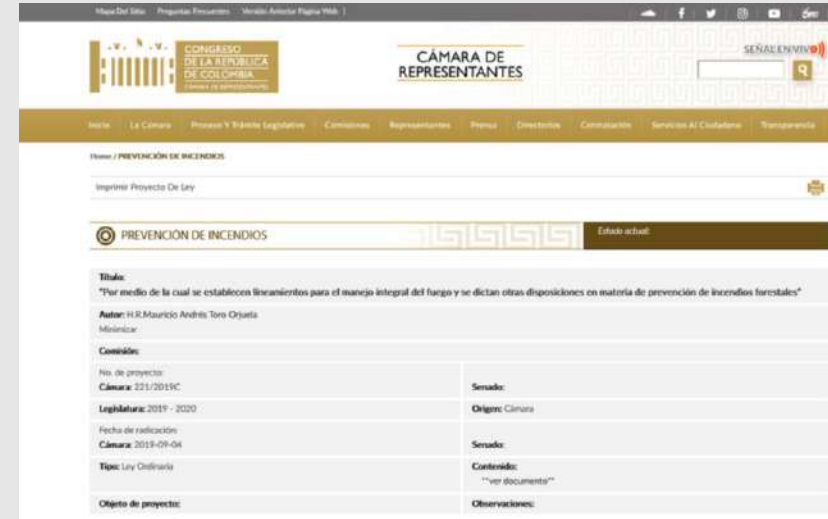 Mapa Del Sitio Preguntas Frecuentes Versión Anterior Página Web |
CONGRESO
DE LA REPÚBLICA
DE COLOMBIA
CÁMARA DE REPRESENTANTES
CÁMARA DE
REPRESENTANTES
SEÑAL EN VIVO
Inicio La Cámara Proceso Y Trámite Legislativo Comisiones Representantes Prensa Directorios Contratación Servicios Al Ciudadano Transparencia
Home / PREVENCIÓN DE INCENDIOS
Imprimir Proyecto De Ley
PREVENCIÓN DE INCENDIOS
Estado actual:
Título:
"Por medio de la cual se establecen lineamientos para el manejo integral del fuego y se dictan otras disposiciones en materia de prevención de incendios forestales"
Autor: H.R.Mauricio Andrés Toro Orjuela
Minimizar
Comisión:
No. de proyecto:
Cámara: 221/2019C Senado:
Legislatura: 2019 - 2020 Origen: Cámara
Fecha de radicación:
Cámara: 2019-09-04 Senado:
Tipo: Ley Ordinaria Contenido:
""ver documento""
Objeto de proyecto: Observaciones: